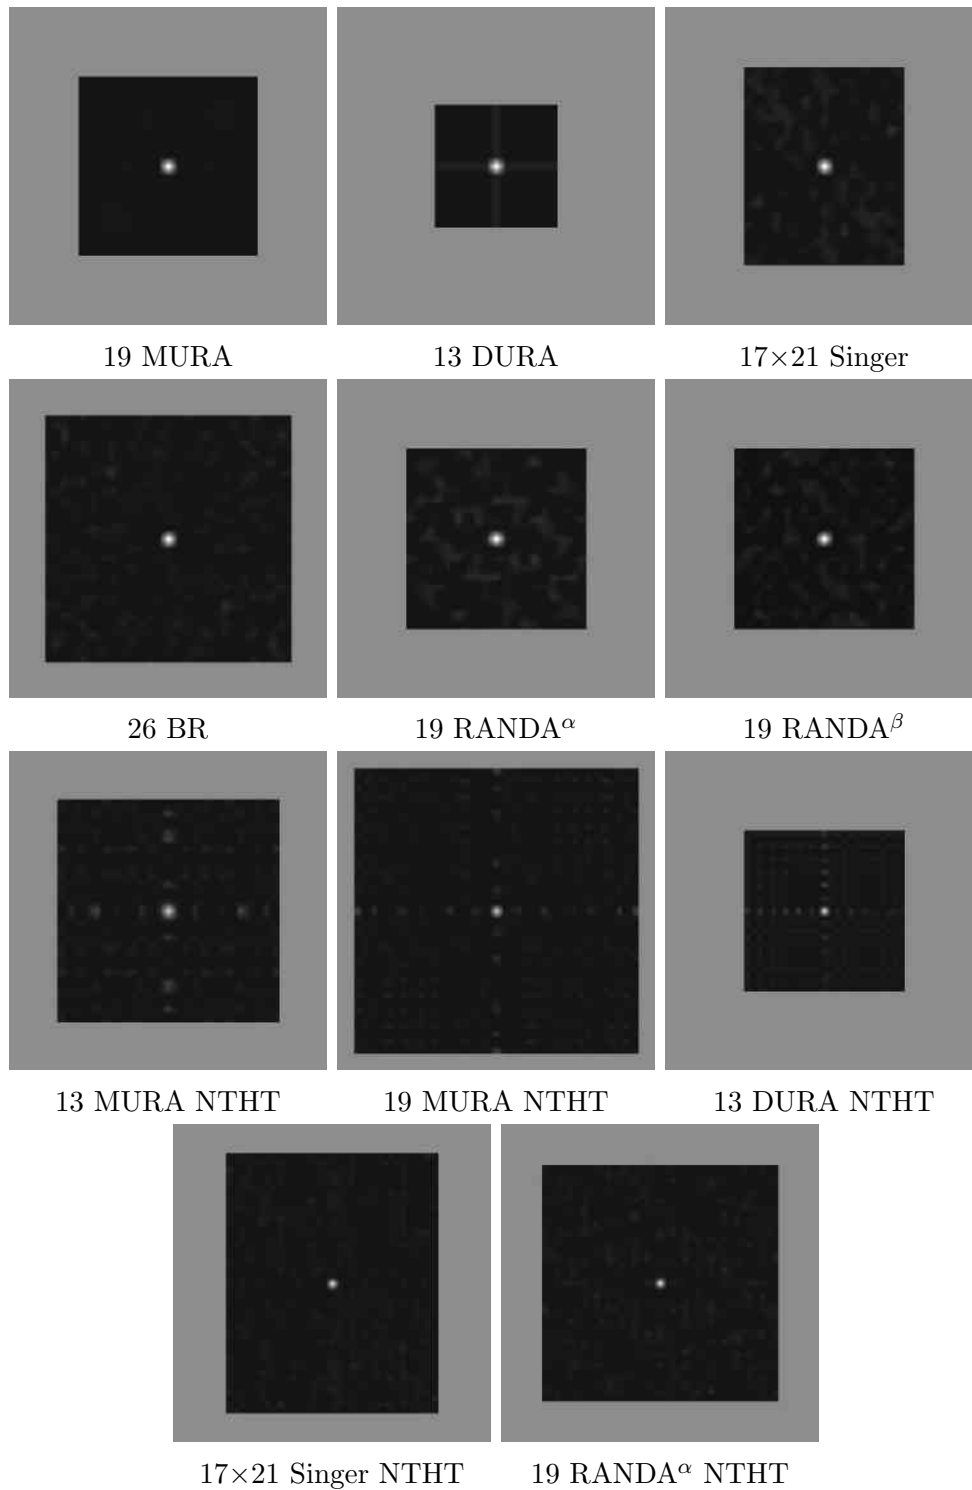 19 MURA 13 DURA 17×21 Singer
26 BR 19 RANDA^α 19 RANDA^β
13 MURA NTHT 19 MURA NTHT 13 DURA NTHT
17×21 Singer NTHT 19 RANDA^α NTHT